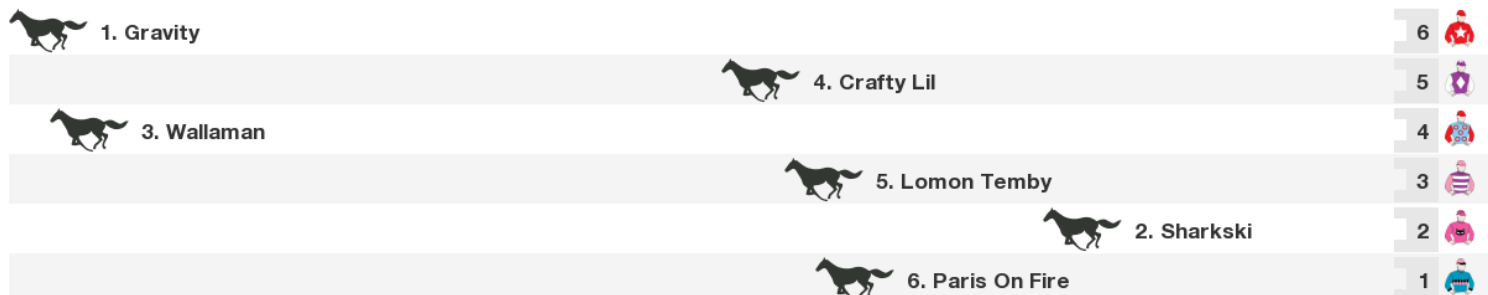 1. Gravity 6
4. Crafty Lil 5
3. Wallaman 4
5. Lomon Temby 3
2. Sharkski 2
6. Paris On Fire 1